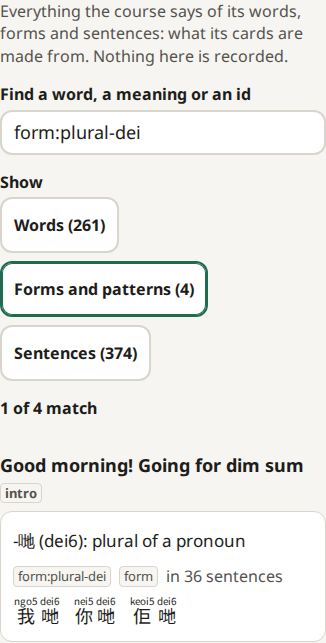 Everything the course says of its words,
forms and sentences: what its cards are
made from. Nothing here is recorded.
Find a word, a meaning or an id
form:plural-dei
Show
Words (261)
Forms and patterns (4)
Sentences (374)
1 of 4 match
Good morning! Going for dim sum
intro
-哋 (dei6): plural of a pronoun
form:plural-dei form in 36 sentences
ngo5 dei6 nei5 dei6 keoi5 dei6
我哋 你哋 佢哋